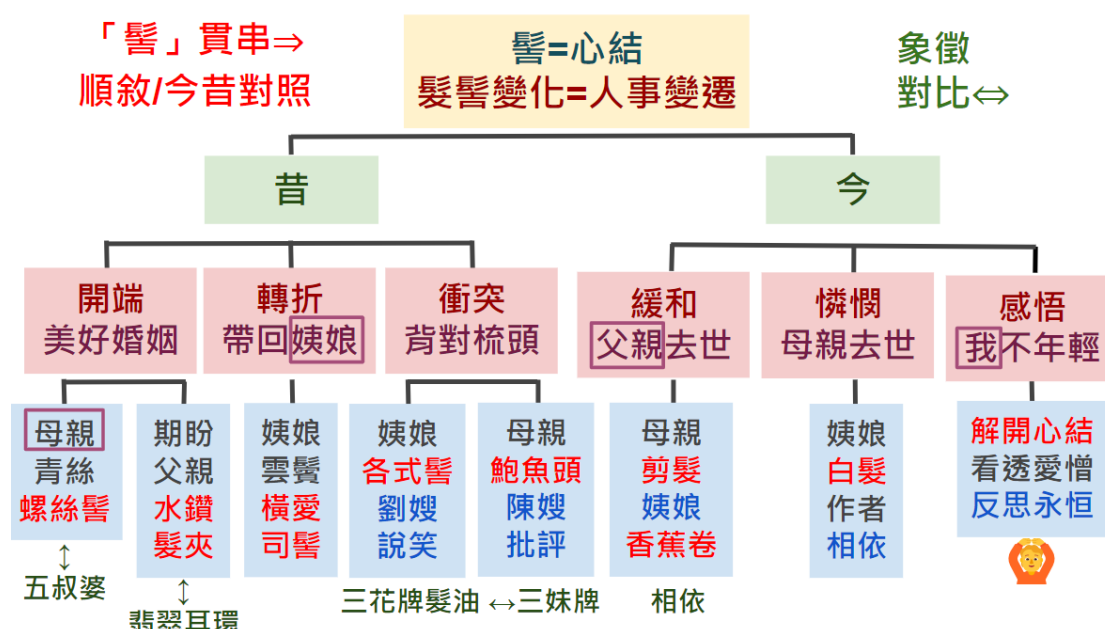 「髻」貫串⇒
順敘/今昔對照
髻=心結
髮髻變化=人事變遷
象徵
對比⇔
昔
今
開端
美好婚姻
轉折
帶回姨娘
衝突
背對梳頭
緩和
父親去世
憐憫
母親去世
感悟
我不年輕
母親
青絲
螺絲髻
↕
五叔婆
期盼
父親
水鑽
髮夾
↕
翡翠耳環
姨娘
雲鬢
橫愛
司髻
姨娘
各式髻
劉嫂
說笑
母親
鮑魚頭
陳嫂
批評
三花牌髮油 ↔三妹牌
母親
剪髮
姨娘
香蕉卷
相依
姨娘
白髮
作者
相依
解開心結
看透愛憎
反思永恒